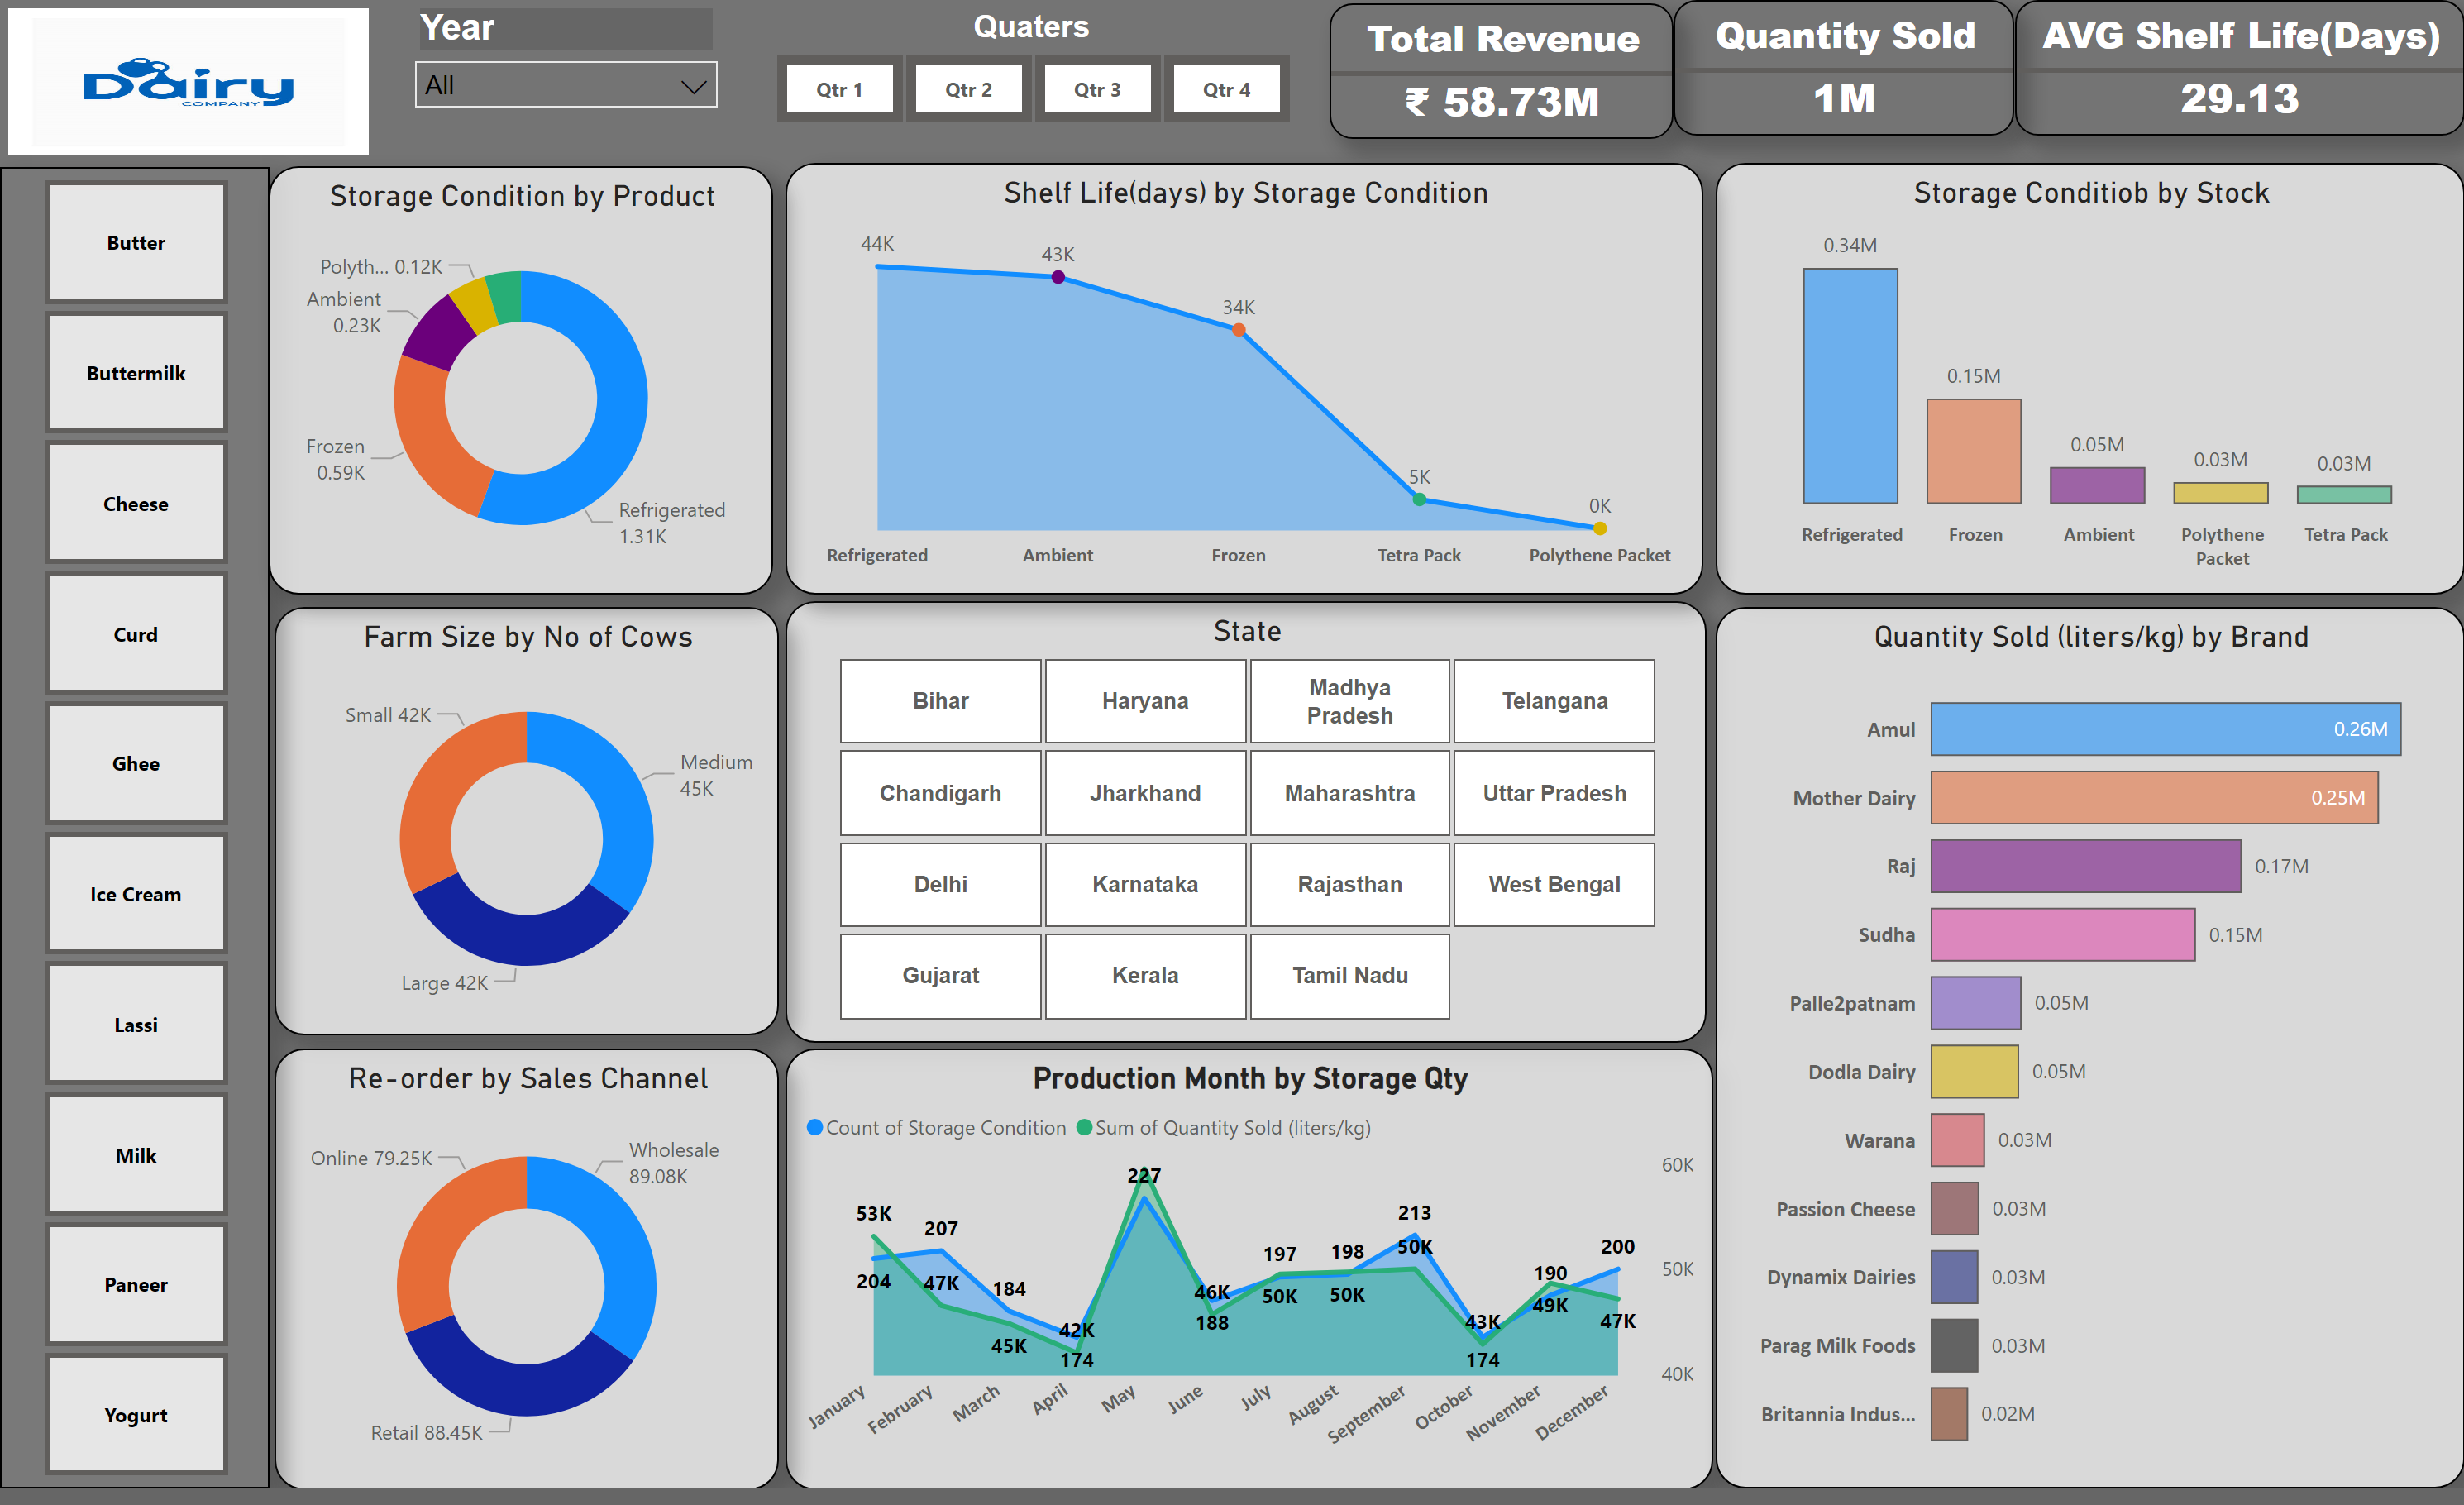 Dairy
COMPANY
Year
All
Quaters
Qtr 1
Qtr 2
Qtr 3
Qtr 4
Total Revenue
₹ 58.73M
Quantity Sold
1M
AVG Shelf Life(Days)
29.13
Butter
Buttermilk
Cheese
Curd
Ghee
Ice Cream
Lassi
Milk
Paneer
Yogurt
Storage Condition by Product
Polyth... 0.12K
Ambient
0.23K
Frozen
0.59K
Refrigerated
1.31K
Shelf Life(days) by Storage Condition
44K
43K
34K
5K
0K
Refrigerated
Ambient
Frozen
Tetra Pack
Polythene Packet
Storage Conditiob by Stock
0.34M
0.15M
0.05M
0.03M
0.03M
Refrigerated
Frozen
Ambient
Polythene
Packet
Tetra Pack
Farm Size by No of Cows
Small 42K
Medium
45K
Large 42K
State
Bihar
Haryana
Madhya
Pradesh
Telangana
Chandigarh
Jharkhand
Maharashtra
Uttar Pradesh
Delhi
Karnataka
Rajasthan
West Bengal
Gujarat
Kerala
Tamil Nadu
Quantity Sold (liters/kg) by Brand
Amul
0.26M
Mother Dairy
0.25M
Raj
0.17M
Sudha
0.15M
Palle2patnam
0.05M
Dodla Dairy
0.05M
Warana
0.03M
Passion Cheese
0.03M
Dynamix Dairies
0.03M
Parag Milk Foods
0.03M
Britannia Indus...
0.02M
Re-order by Sales Channel
Online 79.25K
Wholesale
89.08K
Retail 88.45K
Production Month by Storage Qty
Count of Storage Condition
Sum of Quantity Sold (liters/kg)
60K
50K
40K
53K
204
207
47K
184
45K
42K
174
227
46K
188
197
50K
198
50K
213
50K
43K
174
190
49K
200
47K
January
February
March
April
May
June
July
August
September
October
November
December